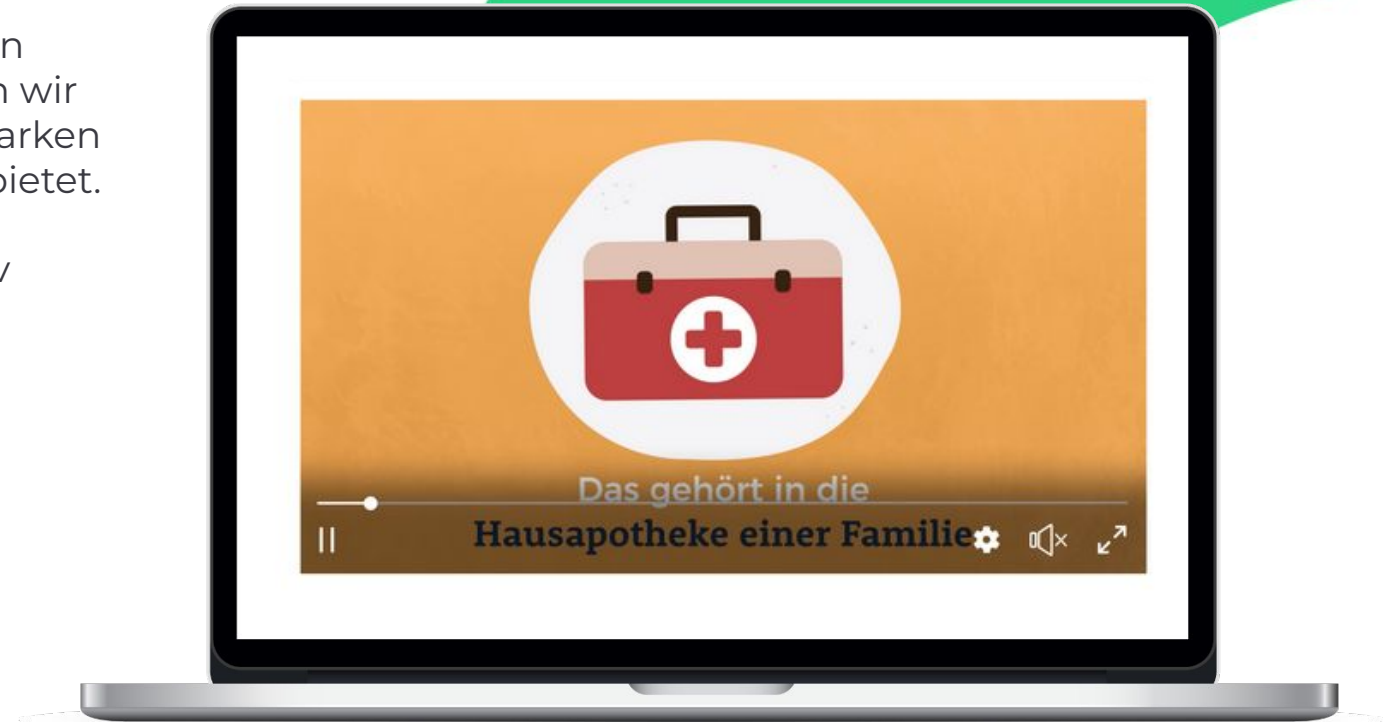 n
n wir
arken
bietet.
v
Das gehört in die
Hausapotheke einer Familie